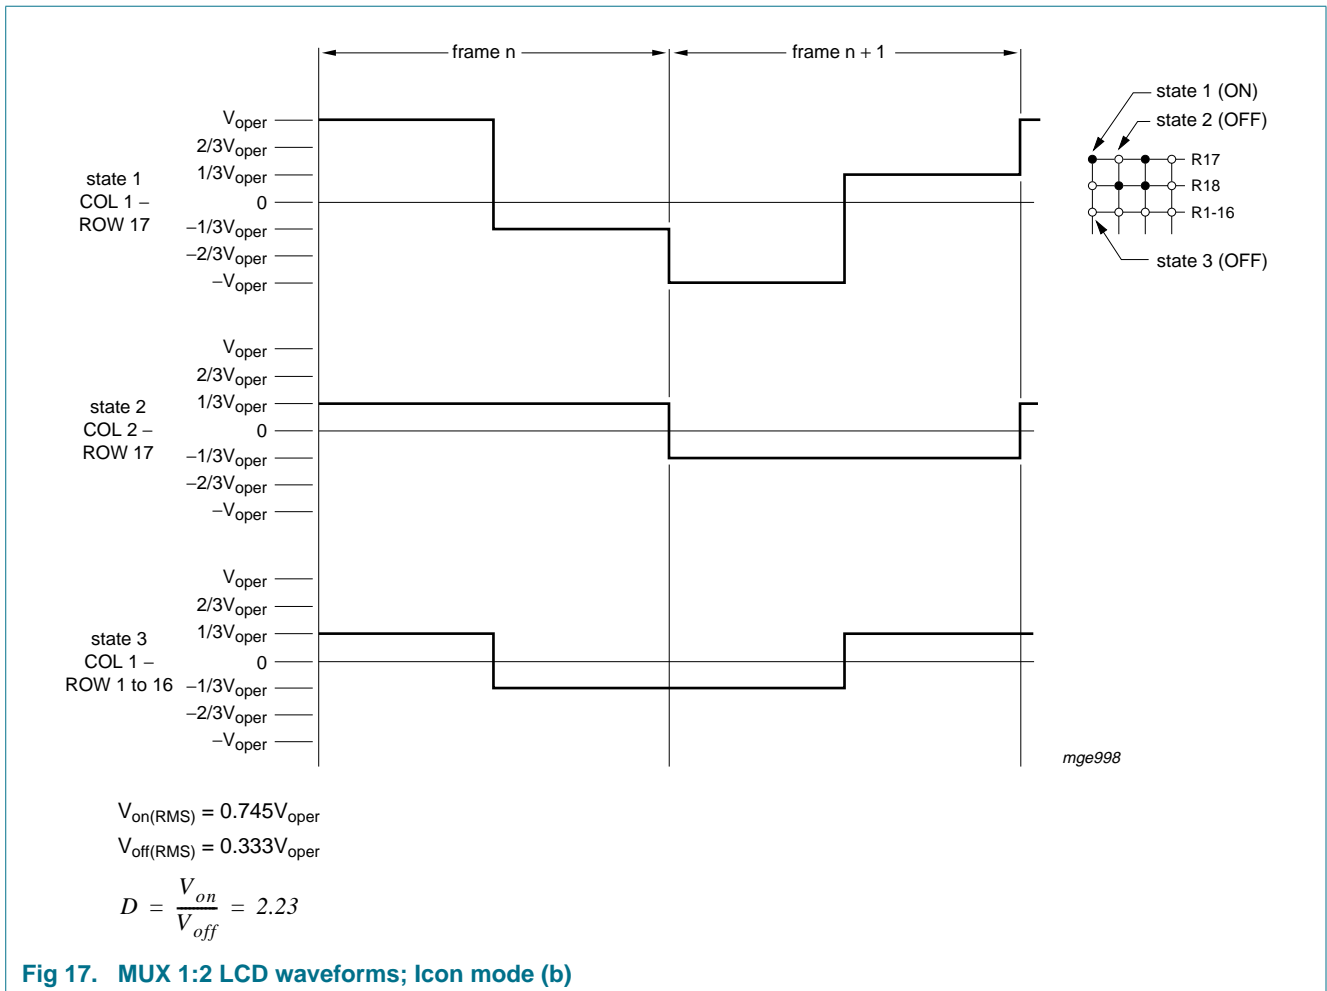 frame n
frame n + 1
state 1
COL 1 –
ROW 17
Voper
2/3Voper
1/3Voper
0
–1/3Voper
–2/3Voper
–Voper
state 1 (ON)
state 2 (OFF)
R17
R18
R1-16
state 3 (OFF)
state 2
COL 2 –
ROW 17
Voper
2/3Voper
1/3Voper
0
–1/3Voper
–2/3Voper
–Voper
state 3
COL 1 –
ROW 1 to 16
Voper
2/3Voper
1/3Voper
0
–1/3Voper
–2/3Voper
–Voper
mge998
Von(RMS) = 0.745Voper
Voff(RMS) = 0.333Voper
D = Von / Voff = 2.23
Fig 17. MUX 1:2 LCD waveforms; Icon mode (b)